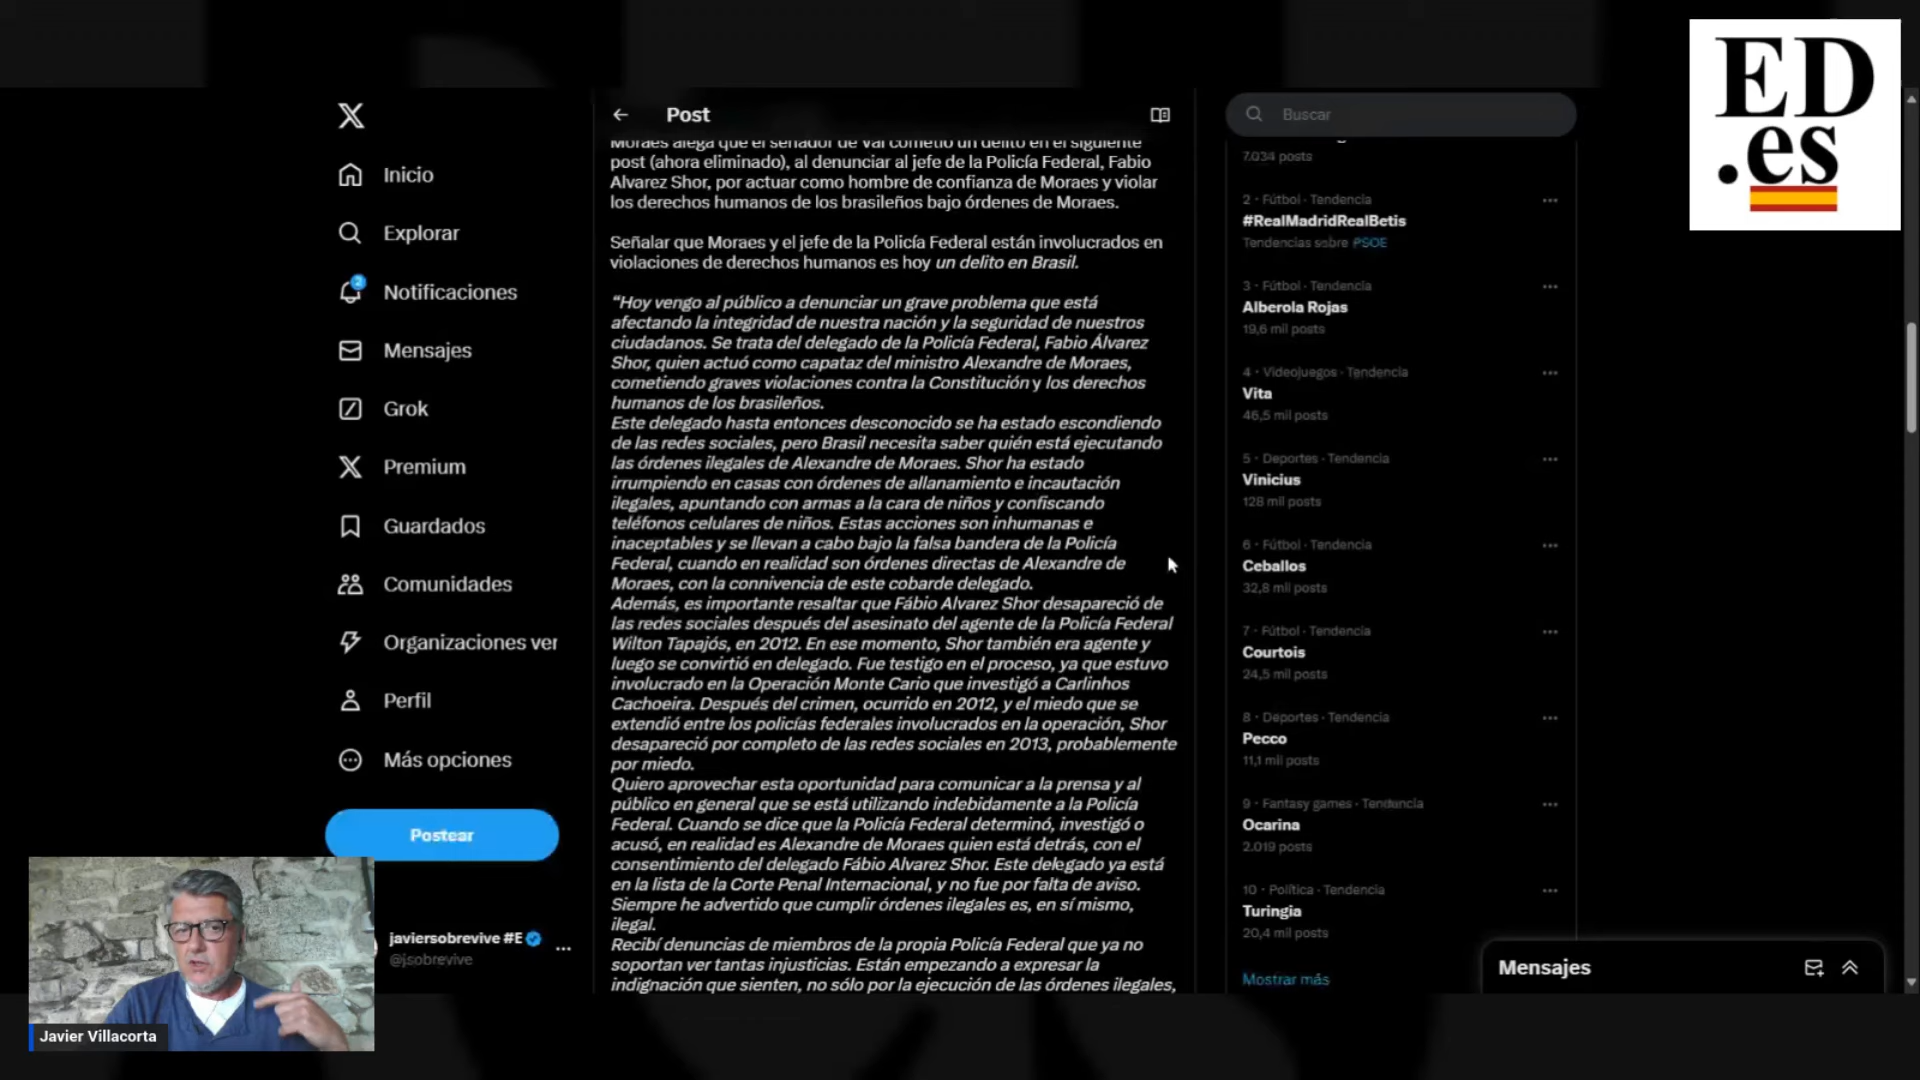 ED
.es
X
Inicio
Explorar
2
Notificaciones
Mensajes
Grok
Premium
Guardados
Comunidades
Organizaciones ver
Perfil
Más opciones
Postear
javiersobrevive #E
@jsobrevive
Javier Villacorta
Post
Moraes alega que el senador de Val cometió un delito en el siguiente
post (ahora eliminado), al denunciar al jefe de la Policía Federal, Fabio
Alvarez Shor, por actuar como hombre de confianza de Moraes y violar
los derechos humanos de los brasileños bajo órdenes de Moraes.
Señalar que Moraes y el jefe de la Policía Federal están involucrados en
violaciones de derechos humanos es hoy un delito en Brasil.
“Hoy vengo al público a denunciar un grave problema que está
afectando la integridad de nuestra nación y la seguridad de nuestros
ciudadanos. Se trata del delegado de la Policía Federal, Fabio Álvarez
Shor, quien actuó como capataz del ministro Alexandre de Moraes,
cometiendo graves violaciones contra la Constitución y los derechos
humanos de los brasileños.
Este delegado hasta entonces desconocido se ha estado escondiendo
de las redes sociales, pero Brasil necesita saber quién está ejecutando
las órdenes ilegales de Alexandre de Moraes. Shor ha estado
irrumpiendo en casas con órdenes de allanamiento e incautación
ilegales, apuntando con armas a la cara de niños y confiscando
teléfonos celulares de niños. Estas acciones son inhumanas e
inaceptables y se llevan a cabo bajo la falsa bandera de la Policía
Federal, cuando en realidad son órdenes directas de Alexandre de
Moraes, con la connivencia de este cobarde delegado.
Además, es importante resaltar que Fábio Alvarez Shor desapareció de
las redes sociales después del asesinato del agente de la Policía Federal
Wilton Tapajós, en 2012. En ese momento, Shor también era agente y
luego se convirtió en delegado. Fue testigo en el proceso, ya que estuvo
involucrado en la Operación Monte Cario que investigó a Carlinhos
Cachoeira. Después del crimen, ocurrido en 2012, y el miedo que se
extendió entre los policías federales involucrados en la operación, Shor
desapareció por completo de las redes sociales en 2013, probablemente
por miedo.
Quiero aprovechar esta oportunidad para comunicar a la prensa y al
público en general que se está utilizando indebidamente a la Policía
Federal. Cuando se dice que la Policía Federal determinó, investigó o
acusó, en realidad es Alexandre de Moraes quien está detrás, con el
consentimiento del delegado Fábio Alvarez Shor. Este delegado ya está
en la lista de la Corte Penal Internacional, y no fue por falta de aviso.
Siempre he advertido que cumplir órdenes ilegales es, en sí mismo,
ilegal.
Recibí denuncias de miembros de la propia Policía Federal que ya no
soportan ver tantas injusticias. Están empezando a expresar la
indignación que sienten, no sólo por la ejecución de las órdenes ilegales,
Buscar
7.034 posts
2 · Fútbol · Tendencia
#RealMadridRealBetis
Tendencias sobre PSOE
3 · Fútbol · Tendencia
Alberola Rojas
19,6 mil posts
4 · Videojuegos · Tendencia
Vita
46,5 mil posts
5 · Deportes · Tendencia
Vinicius
128 mil posts
6 · Fútbol · Tendencia
Ceballos
32,8 mil posts
7 · Fútbol · Tendencia
Courtois
24,5 mil posts
8 · Deportes · Tendencia
Pecco
11,1 mil posts
9 · Fantasy games · Tendencia
Ocarina
2.019 posts
10 · Política · Tendencia
Turingia
20,4 mil posts
Mostrar más
Mensajes